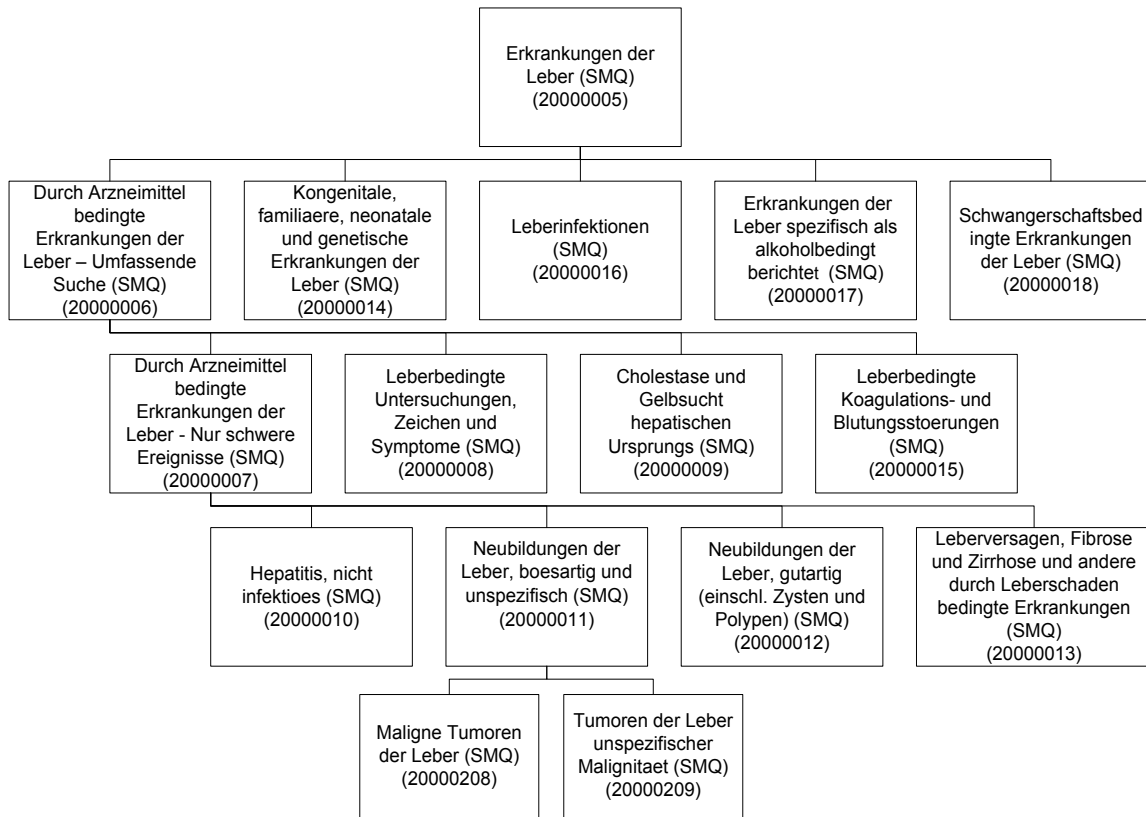 Erkrankungen der
Leber (SMQ)
(20000005)
Durch Arzneimittel
bedingte
Erkrankungen der
Leber – Umfassende
Suche (SMQ)
(20000006)
Kongenitale,
familiaere, neonatale
und genetische
Erkrankungen der
Leber (SMQ)
(20000014)
Leberinfektionen
(SMQ)
(20000016)
Erkrankungen der
Leber spezifisch als
alkoholbedingt
berichtet (SMQ)
(20000017)
Schwangerschaftsbed
ingte Erkrankungen
der Leber (SMQ)
(20000018)
Durch Arzneimittel
bedingte
Erkrankungen der
Leber - Nur schwere
Ereignisse (SMQ)
(20000007)
Leberbedingte
Untersuchungen,
Zeichen und
Symptome (SMQ)
(20000008)
Cholestase und
Gelbsucht
hepatischen
Ursprungs (SMQ)
(20000009)
Leberbedingte
Koagulations- und
Blutungsstoerungen
(SMQ)
(20000015)
Hepatitis, nicht
infektioes (SMQ)
(20000010)
Neubildungen der
Leber, boesartig und
unspezifisch (SMQ)
(20000011)
Neubildungen der
Leber, gutartig
(einschl. Zysten und
Polypen) (SMQ)
(20000012)
Leberversagen, Fibrose
und Zirrhose und andere
durch Leberschaden
bedingte Erkrankungen
(SMQ)
(20000013)
Maligne Tumoren
der Leber (SMQ)
(20000208)
Tumoren der Leber
unspezifischer
Malignitaet (SMQ)
(20000209)